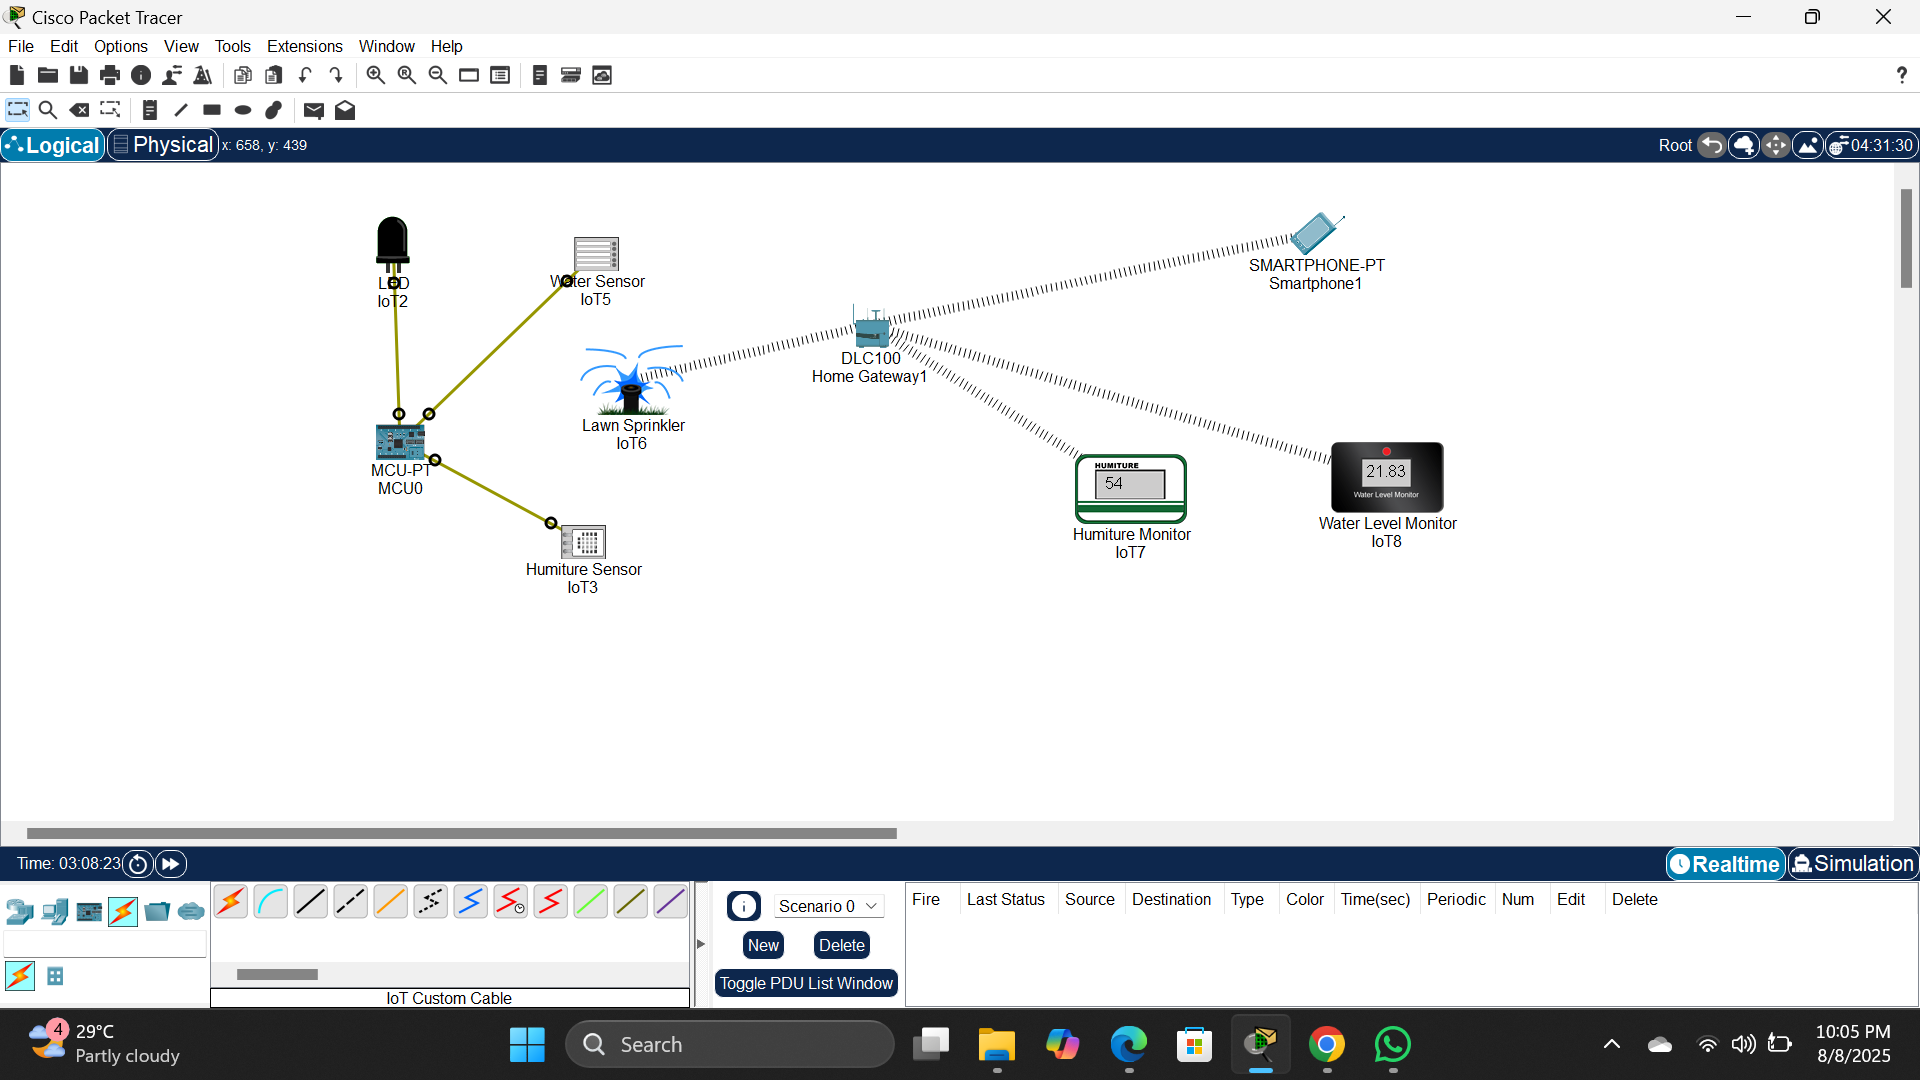 Cisco Packet Tracer
File Edit Options View Tools Extensions Window Help
?
Logical Physical x: 658, y: 439 Root 04:31:30
LED
IoT2
Water Sensor
IoT5
SMARTPHONE-PT
Smartphone1
DLC100
Home Gateway1
Lawn Sprinkler
IoT6
MCU-PT
MCU0
HUMITURE
54
Humiture Monitor
IoT7
21.83
Water Level Monitor
Water Level Monitor
IoT8
Humiture Sensor
IoT3
Time: 03:08:23 Realtime Simulation
Scenario 0
New Delete
Toggle PDU List Window
Fire Last Status Source Destination Type Color Time(sec) Periodic Num Edit Delete
IoT Custom Cable
4
29°C
Partly cloudy
Search
10:05 PM
8/8/2025